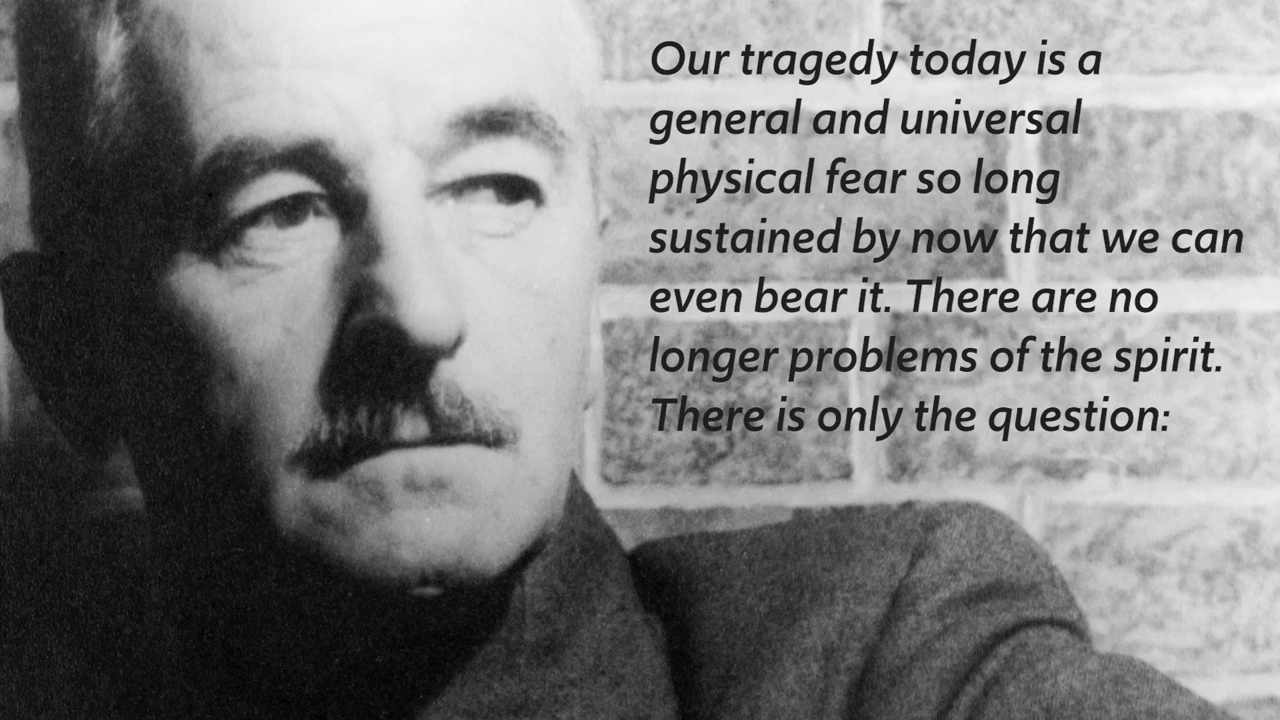 Our tragedy today is a
general and universal
physical fear so long
sustained by now that we can
even bear it. There are no
longer problems of the spirit.
There is only the question: